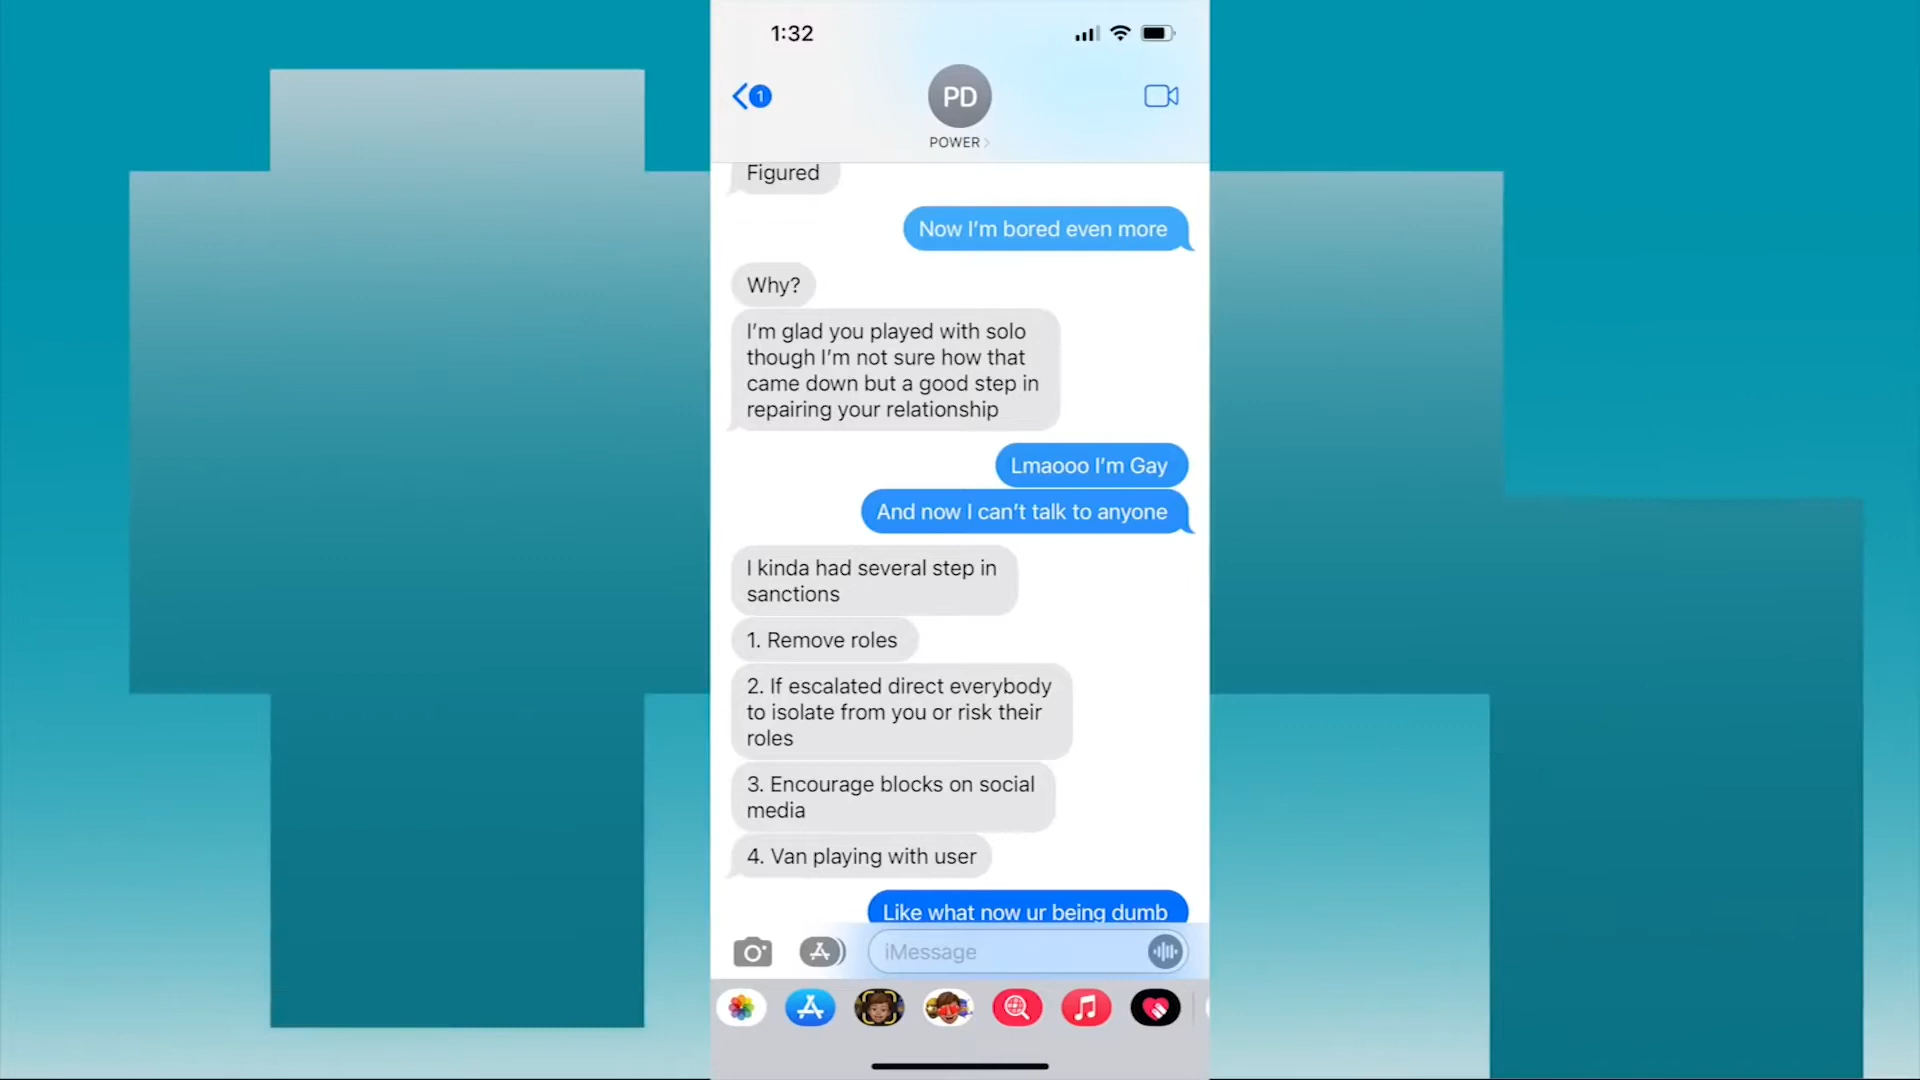 1:32
1
PD
POWER
Figured
Now I'm bored even more
Why?
I'm glad you played with solo
though I'm not sure how that
came down but a good step in
repairing your relationship
Lmaooo I'm Gay
And now I can't talk to anyone
I kinda had several step in
sanctions
1. Remove roles
2. If escalated direct everybody
to isolate from you or risk their
roles
3. Encourage blocks on social
media
4. Van playing with user
Like what now ur being dumb
iMessage